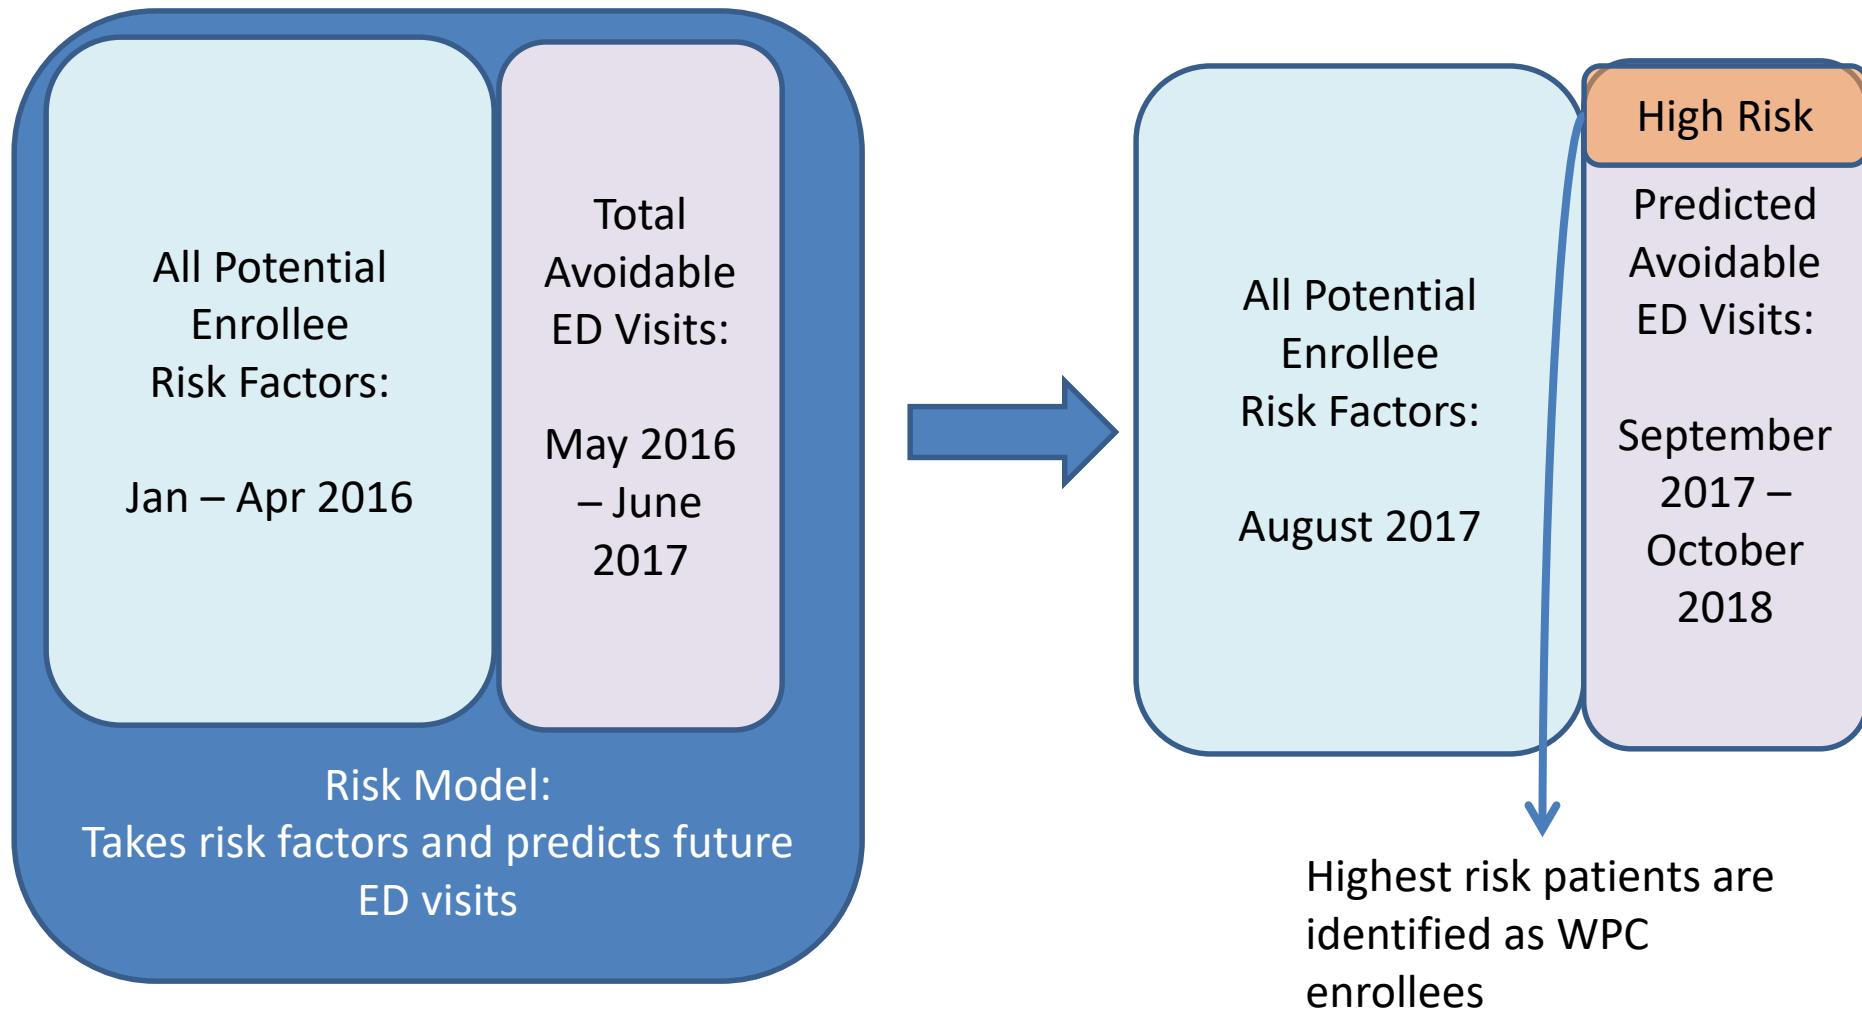 All Potential
Enrollee
Risk Factors:
Jan – Apr 2016
Total
Avoidable
ED Visits:
May 2016
– June
2017
Risk Model:
Takes risk factors and predicts future
ED visits
All Potential
Enrollee
Risk Factors:
August 2017
High Risk
Predicted
Avoidable
ED Visits:
September
2017 –
October
2018
Highest risk patients are
identified as WPC
enrollees